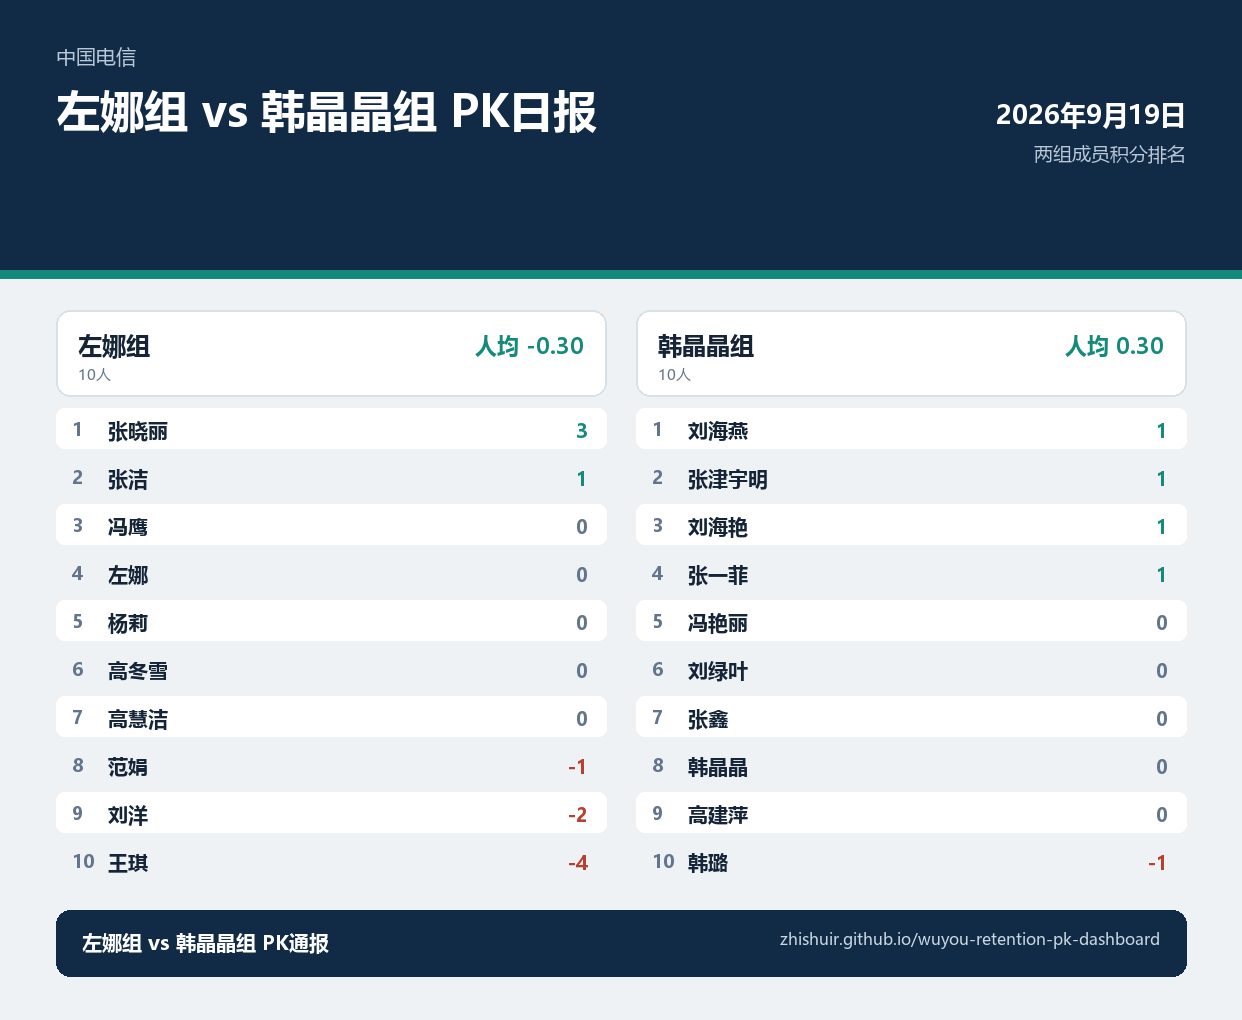 中国电信
左娜组 vs 韩晶晶组 PK日报
2026年9月19日
两组成员积分排名
左娜组 人均 -0.30
10人
1 张晓丽 3
2 张洁 1
3 冯鹰 0
4 左娜 0
5 杨莉 0
6 高冬雪 0
7 高慧洁 0
8 范娟 -1
9 刘洋 -2
10 王琪 -4
韩晶晶组 人均 0.30
10人
1 刘海燕 1
2 张津宇明 1
3 刘海艳 1
4 张一菲 1
5 冯艳丽 0
6 刘绿叶 0
7 张鑫 0
8 韩晶晶 0
9 高建萍 0
10 韩璐 -1
左娜组 vs 韩晶晶组 PK通报
zhishuir.github.io/wuyou-retention-pk-dashboard